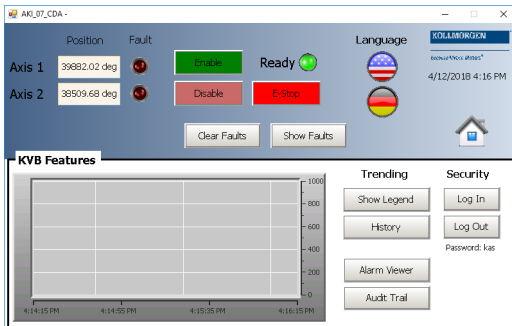 AKI_07_CDA -
Position Fault Language KOLLMORGEN
Because Motion Matters™
Axis 1 39882.02 deg Enable Ready 4/12/2018 4:16 PM
Axis 2 38509.68 deg Disable E-Stop
Clear Faults Show Faults
KVB Features
1000
800
600
400
200
0
4:14:15 PM 4:14:55 PM 4:15:35 PM 4:16:15 PM
Trending Security
Show Legend Log In
History Log Out
Password: kas
Alarm Viewer
Audit Trail